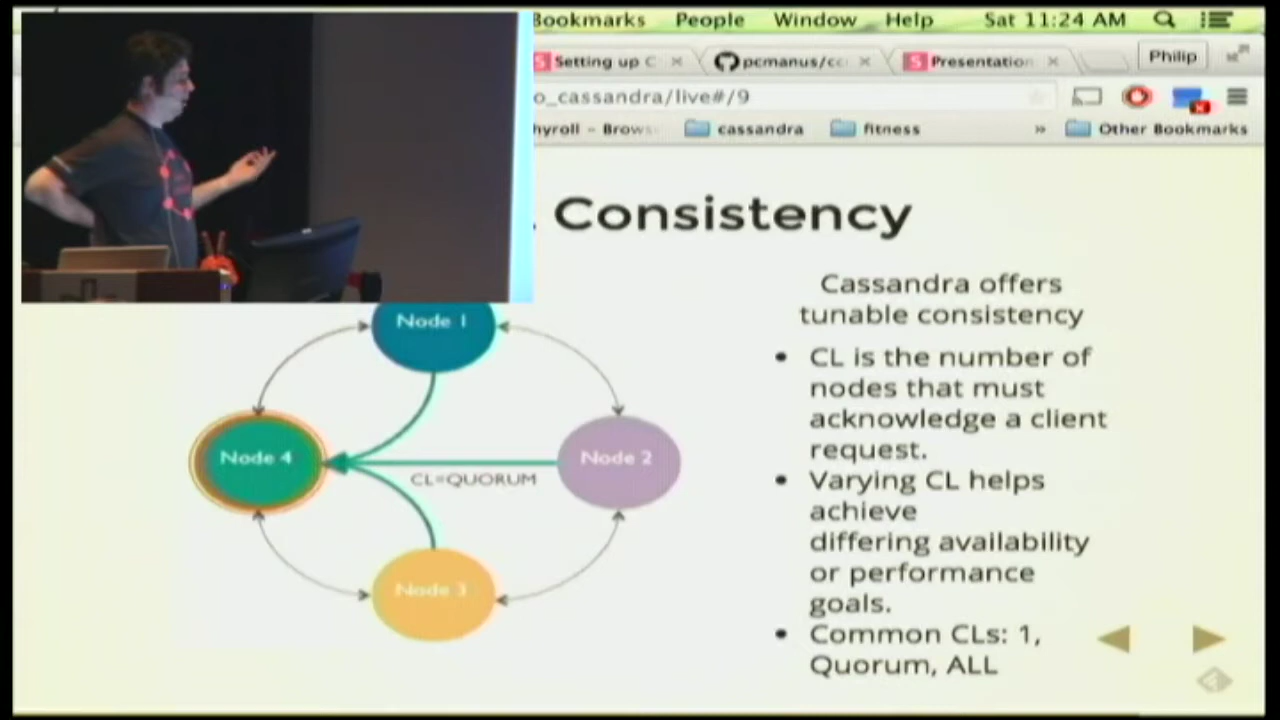 Bookmarks People Window Help Sat 11:24 AM
Setting up C pcmanus/cc Presentation Philip
o_cassandra/live#/9
hyroll - Brows cassandra fitness » Other Bookmarks
Consistency
Cassandra offers
tunable consistency
• CL is the number of
nodes that must
acknowledge a client
request.
• Varying CL helps
achieve
differing availability
or performance
goals.
• Common CLs: 1,
Quorum, ALL
Node 1
Node 4
CL=QUORUM
Node 2
Node 3